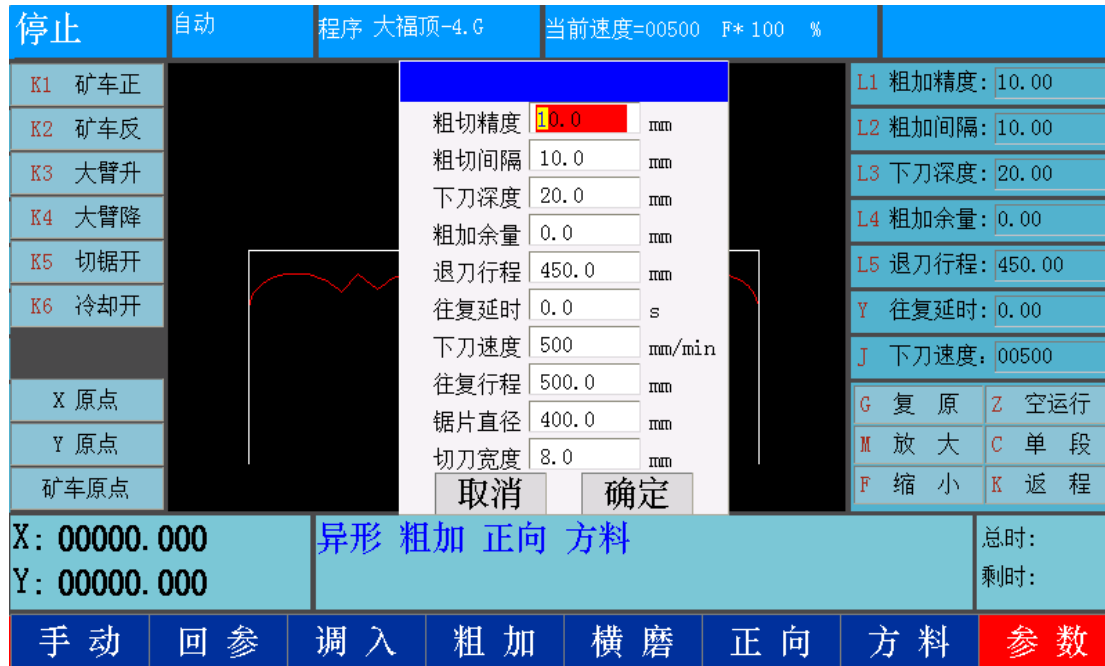 停止 自动 程序 大福顶-4.G 当前速度=00500 F* 100 %
K1 矿车正
K2 矿车反
K3 大臂升
K4 大臂降
K5 切锯开
K6 冷却开
X 原点
Y 原点
矿车原点
粗切精度 10.0 mm
粗切间隔 10.0 mm
下刀深度 20.0 mm
粗加余量 0.0 mm
退刀行程 450.0 mm
往复延时 0.0 s
下刀速度 500 mm/min
往复行程 500.0 mm
锯片直径 400.0 mm
切刀宽度 8.0 mm
取消 确定
L1 粗加精度: 10.00
L2 粗加间隔: 10.00
L3 下刀深度: 20.00
L4 粗加余量: 0.00
L5 退刀行程: 450.00
Y 往复延时: 0.00
J 下刀速度: 00500
G 复 原 Z 空运行
M 放 大 C 单 段
F 缩 小 K 返 程
X: 00000.000
Y: 00000.000
异形 粗加 正向 方料
总时:
剩时:
手 动 回 参 调 入 粗 加 横 磨 正 向 方 料 参 数